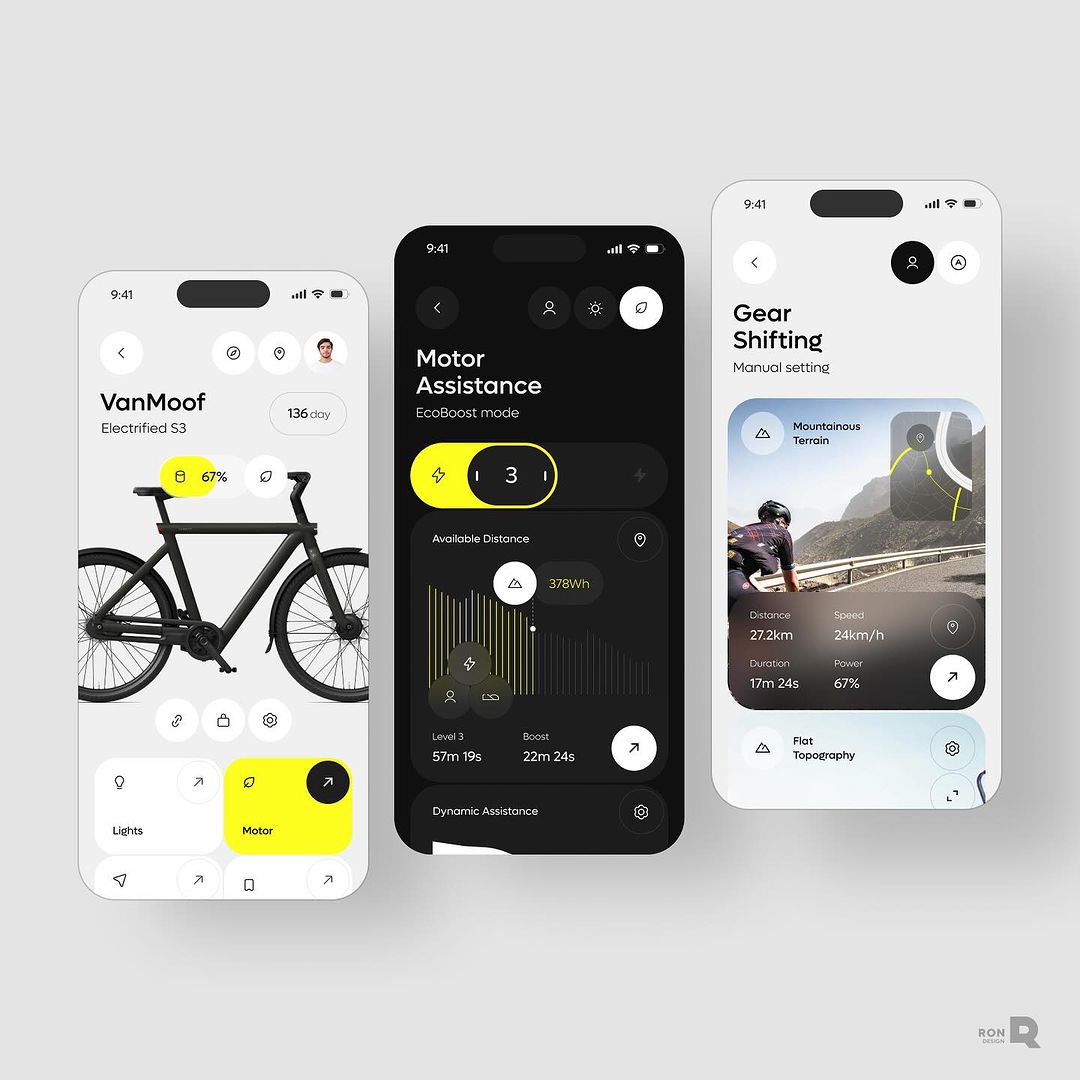 9:41
VanMoof
Electrified S3
136 day
67%
Lights
Motor
9:41
Motor
Assistance
EcoBoost mode
3
Available Distance
378Wh
Level 3
57m 19s
Boost
22m 24s
Dynamic Assistance
9:41
A
Gear
Shifting
Manual setting
Mountainous
Terrain
Distance
27.2km
Speed
24km/h
Duration
17m 24s
Power
67%
Flat
Topography
RON
DESIGN
R